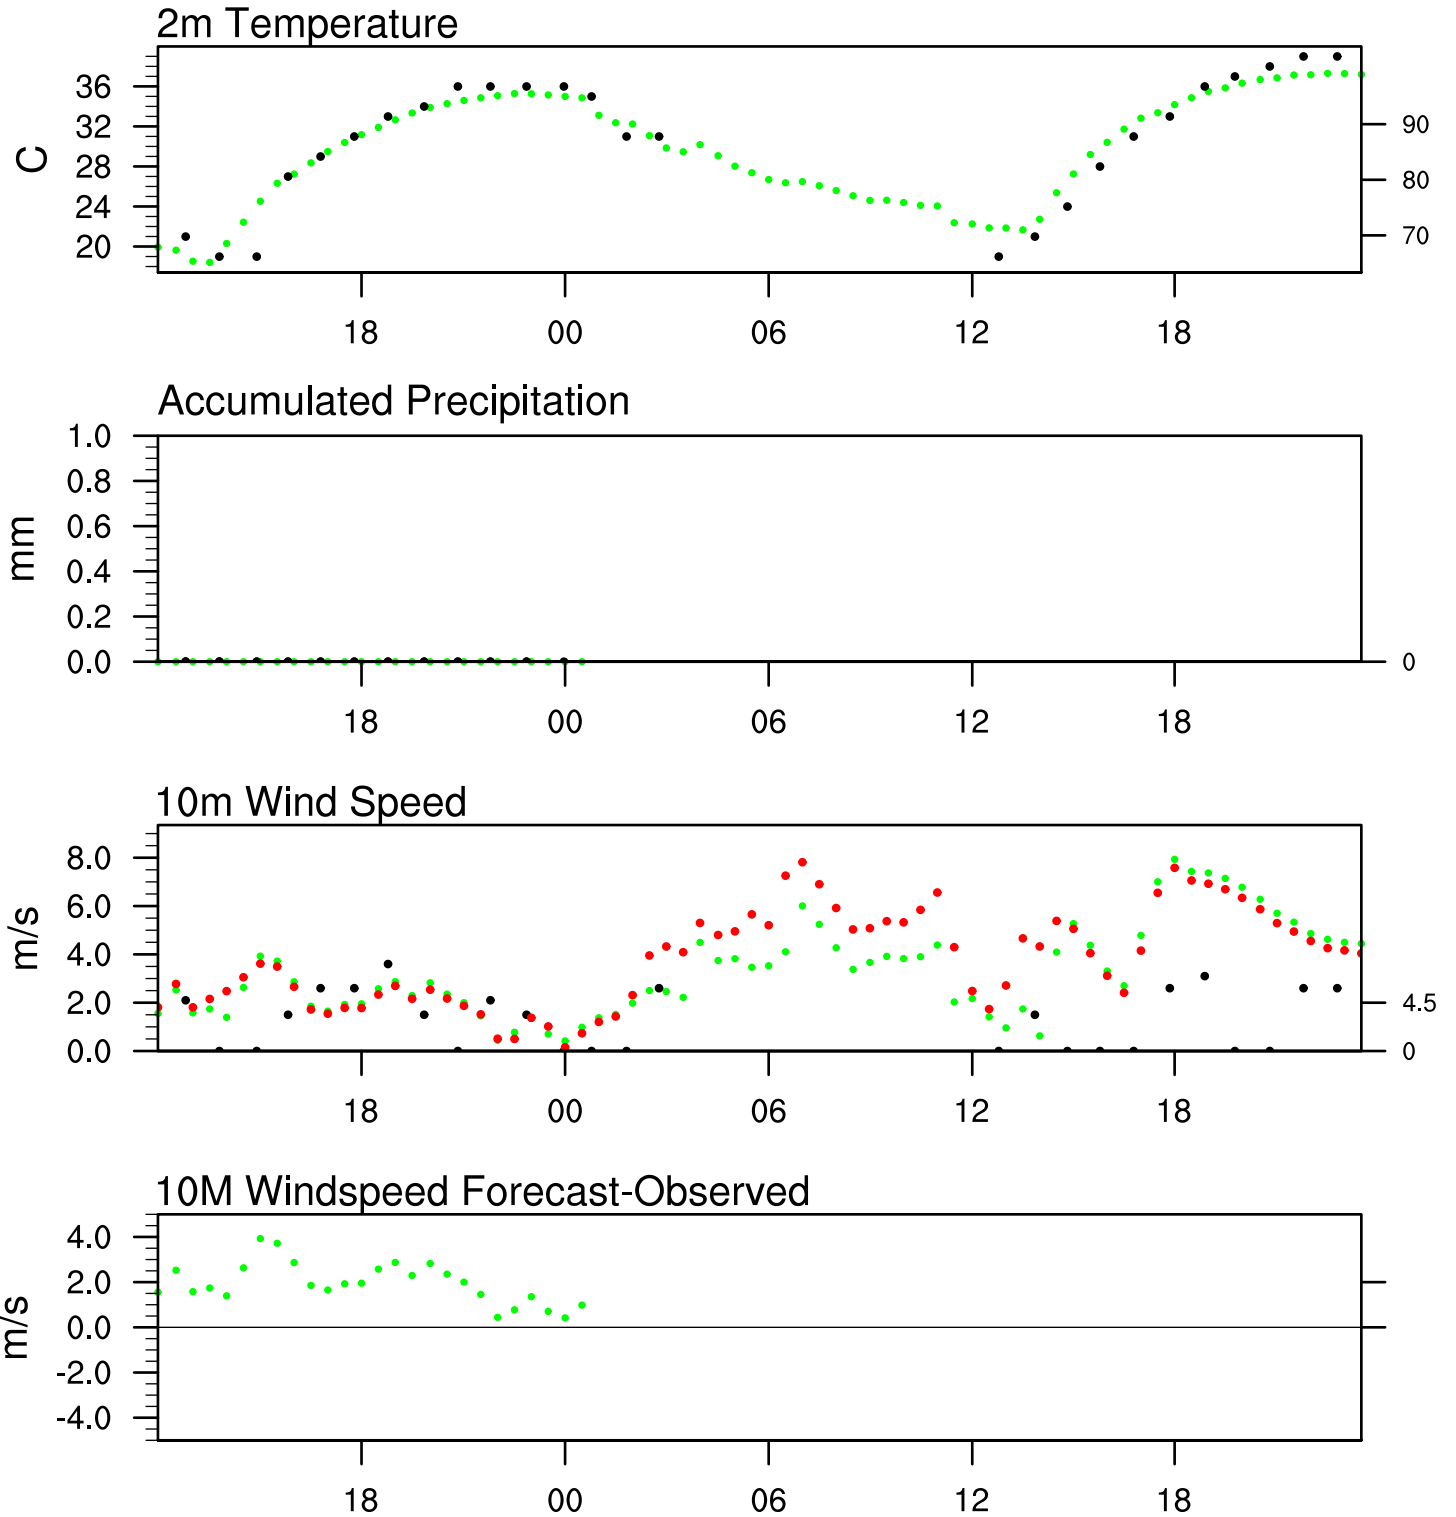 2m Temperature
36
32
28
24
20
C
90
80
70
18 00 06 12 18
Accumulated Precipitation
1.0
0.8
0.6
0.4
0.2
0.0
mm
0
18 00 06 12 18
10m Wind Speed
8.0
6.0
4.0
2.0
0.0
m/s
4.5
0
18 00 06 12 18
10M Windspeed Forecast-Observed
4.0
2.0
0.0
-2.0
-4.0
m/s
18 00 06 12 18